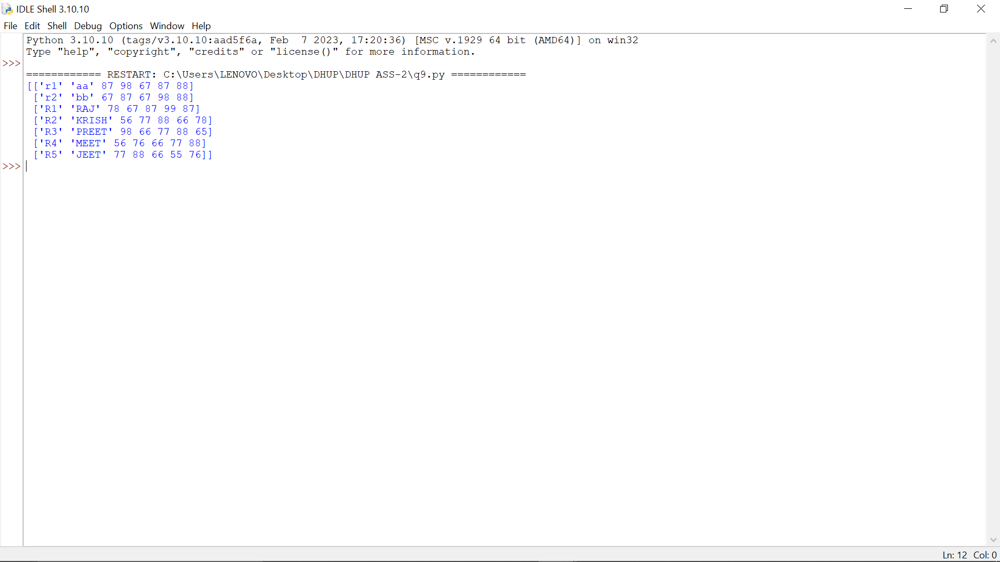 IDLE Shell 3.10.10
File Edit Shell Debug Options Window Help
Python 3.10.10 (tags/v3.10.10:aad5f6a, Feb  7 2023, 17:20:36) [MSC v.1929 64 bit (AMD64)] on win32
Type "help", "copyright", "credits" or "license()" for more information.
>>>
============ RESTART: C:\Users\LENOVO\Desktop\DHUP\DHUP ASS-2\q9.py ============
[['r1' 'aa' 87 98 67 87 88]
 ['r2' 'bb' 67 87 67 98 88]
 ['R1' 'RAJ' 78 67 87 99 87]
 ['R2' 'KRISH' 56 77 88 66 78]
 ['R3' 'PREET' 98 66 77 88 65]
 ['R4' 'MEET' 56 76 66 77 88]
 ['R5' 'JEET' 77 88 66 55 76]]
>>>
Ln: 12 Col: 0